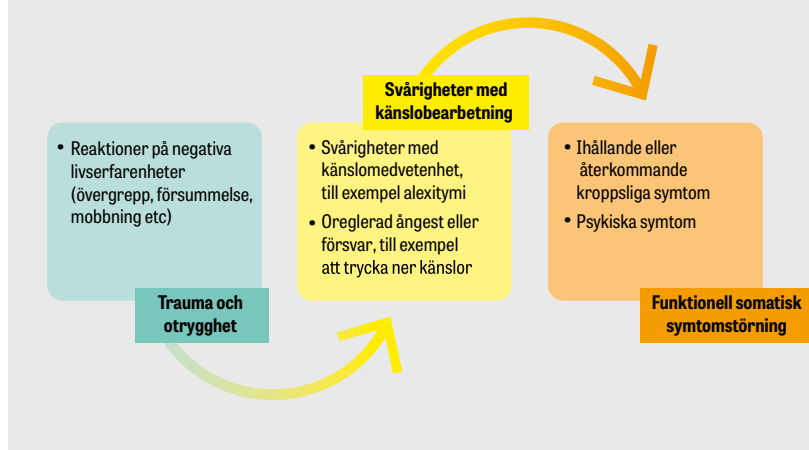 • Reaktioner på negativa
livserfarenheter
(övergrepp, försummelse,
mobbning etc)
Trauma och
otrygghet
Svårigheter med
känslobearbetning
• Svårigheter med
känslomedvetenhet,
till exempel alexitymi
• Oreglerad ångest eller
försvar, till exempel
att trycka ner känslor
• Ihållande eller
återkommande
kroppsliga symtom
• Psykiska symtom
Funktionell somatisk
symtomstörning